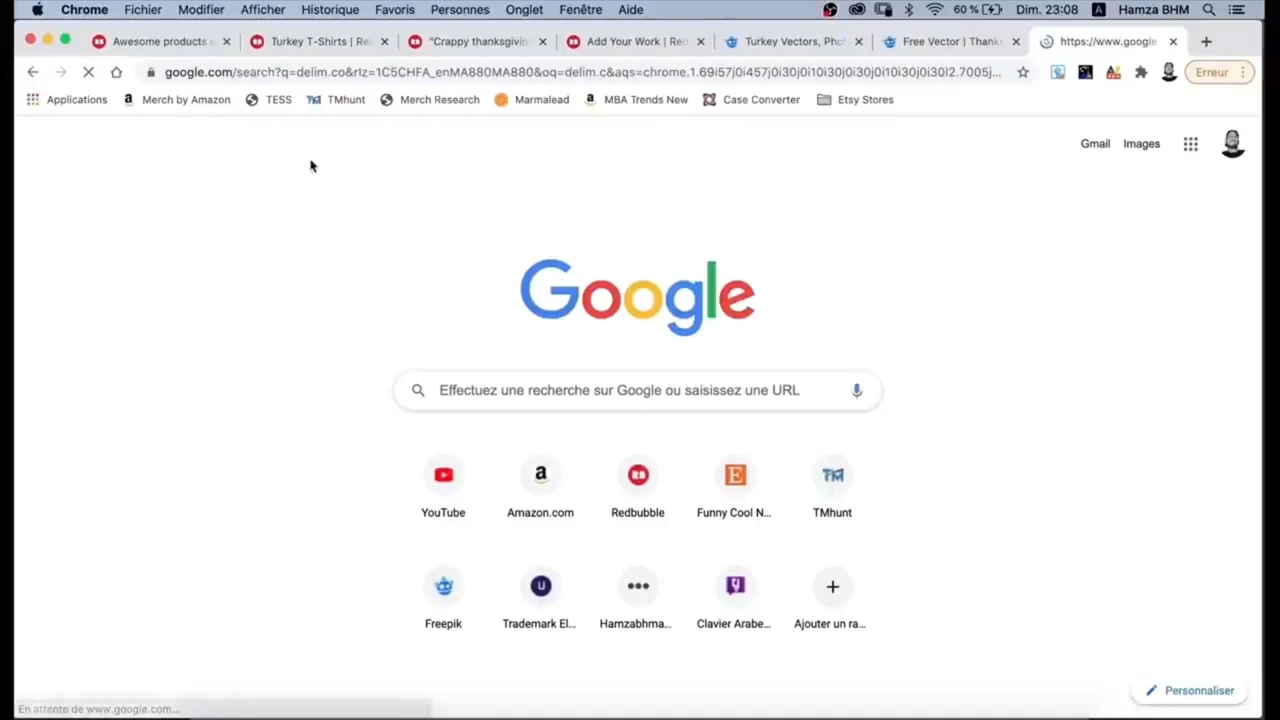 Chrome Fichier Modifier Afficher Historique Favoris Personnes Onglet Fenêtre Aide 60 % Dim. 23:08 A Hamza BHM
Awesome products Turkey T-Shirts | Re "Crappy thanksgivin Add Your Work | Red Turkey Vectors, Pho Free Vector | Thanks https://www.google
google.com/search?q=delim.co&rlz=1C5CHFA_enMA880MA880&oq=delim.c&aqs=chrome.1.69i57j0i457j0i30j0i10i30j0i30j0i10i30j0i30l2.7005j... Erreur
Applications Merch by Amazon TESS TMhunt Merch Research Marmalead MBA Trends New Case Converter Etsy Stores
Gmail Images
Google
Effectuez une recherche sur Google ou saisissez une URL
YouTube Amazon.com Redbubble Funny Cool N... TMhunt
Freepik Trademark El... Hamzabhma... Clavier Arabe... Ajouter un ra...
Personnaliser
En attente de www.google.com...